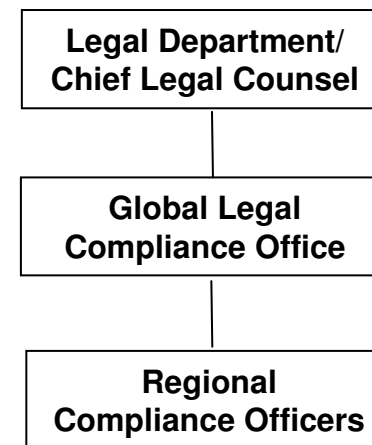 Legal Department/
Chief Legal Counsel
Global Legal
Compliance Office
Regional
Compliance Officers